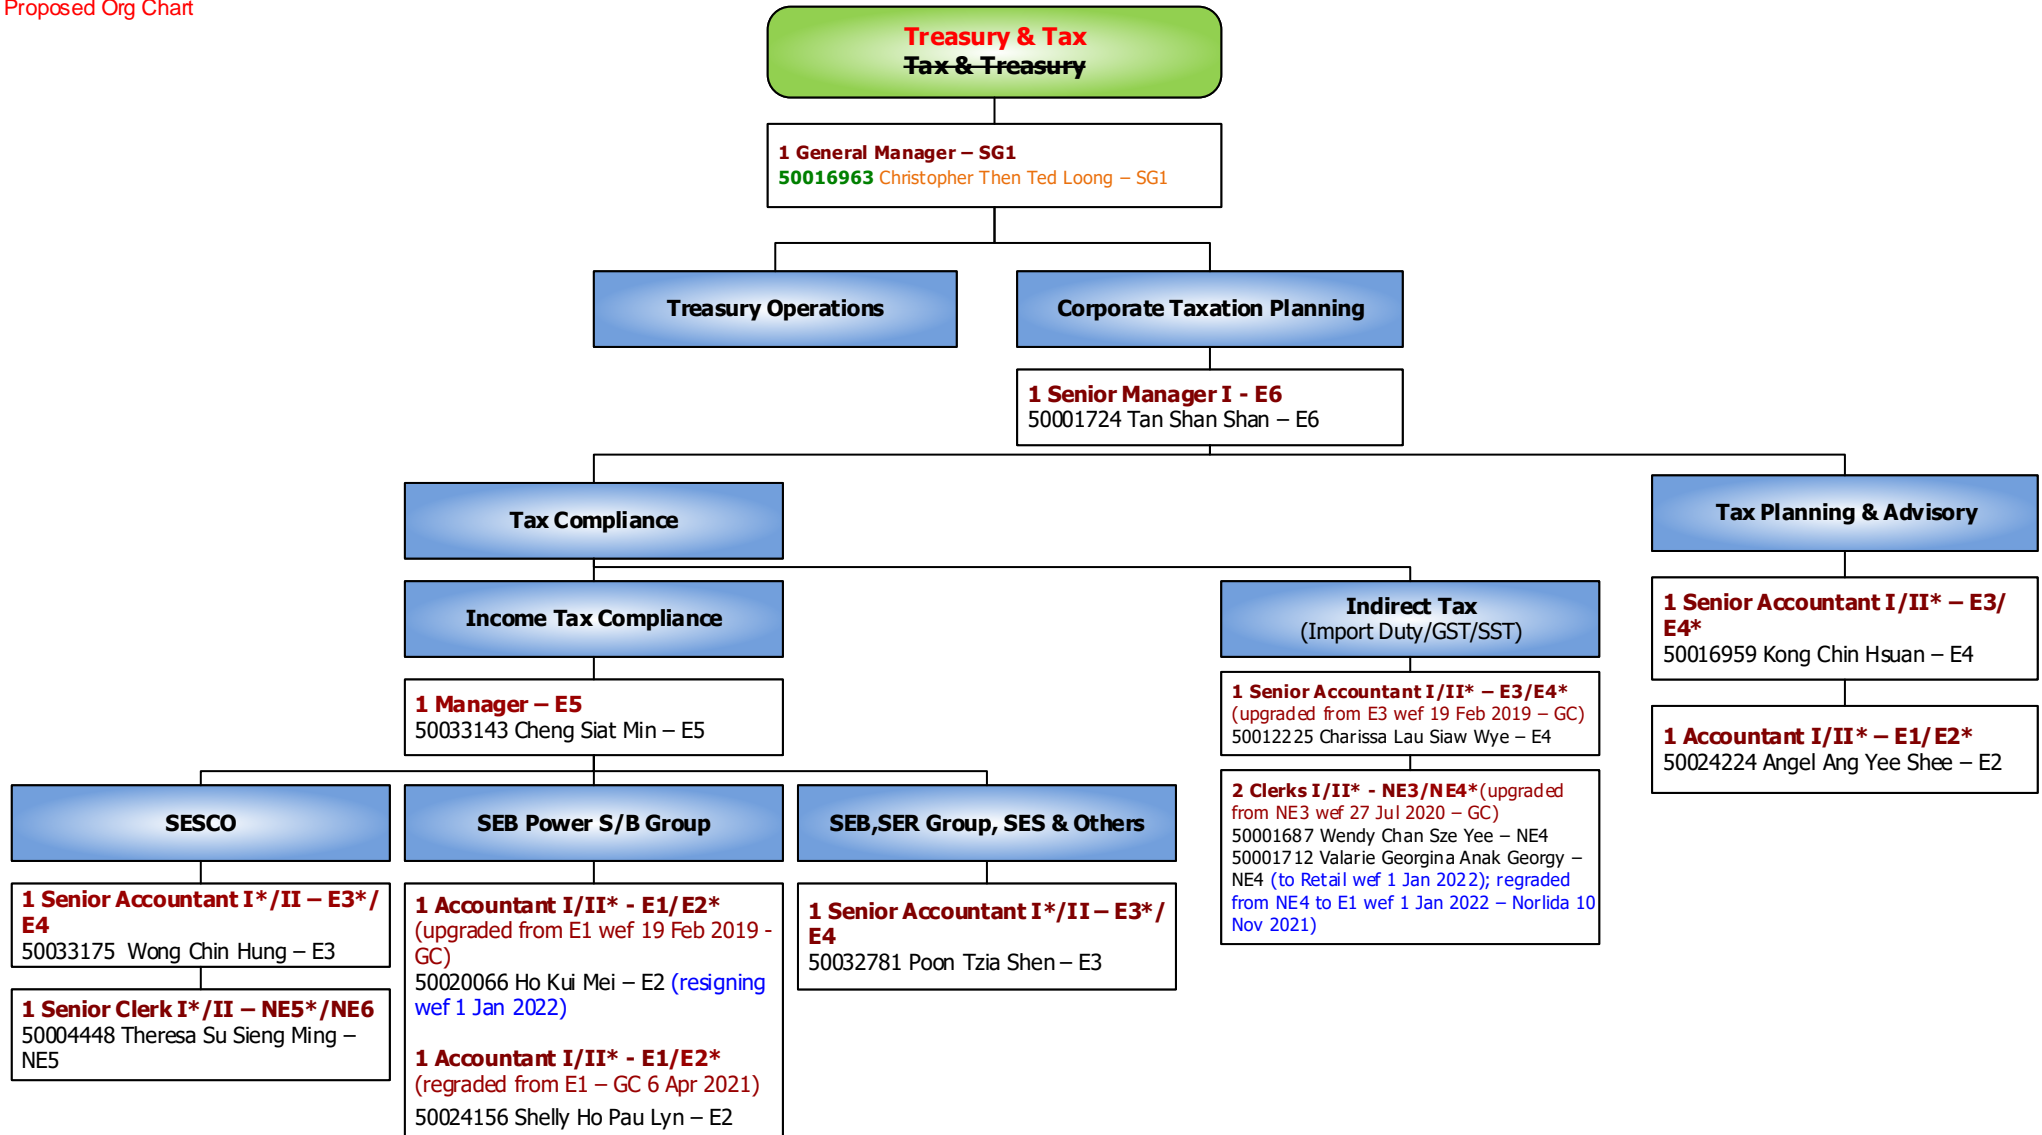 Proposed Org Chart
Treasury & Tax
Tax & Treasury
1 General Manager – SG1
50016963 Christopher Then Ted Loong – SG1
Treasury Operations
Corporate Taxation Planning
1 Senior Manager I - E6
50001724 Tan Shan Shan – E6
Tax Compliance
Tax Planning & Advisory
Income Tax Compliance
Indirect Tax
(Import Duty/GST/SST)
1 Senior Accountant I/II* – E3/
E4*
50016959 Kong Chin Hsuan – E4
1 Manager – E5
50033143 Cheng Siat Min – E5
1 Senior Accountant I/II* – E3/E4*
(upgraded from E3 wef 19 Feb 2019 – GC)
50012225 Charissa Lau Siaw Wye – E4
1 Accountant I/II* – E1/E2*
50024224 Angel Ang Yee Shee – E2
2 Clerks I/II* - NE3/NE4* (upgraded
from NE3 wef 27 Jul 2020 – GC)
50001687 Wendy Chan Sze Yee – NE4
50001712 Valarie Georgina Anak Georgy –
NE4 (to Retail wef 1 Jan 2022); regraded
from NE4 to E1 wef 1 Jan 2022 – Norlida 10
Nov 2021)
SESCO
SEB Power S/B Group
SEB,SER Group, SES & Others
1 Senior Accountant I*/II – E3*/
E4
50033175 Wong Chin Hung – E3
1 Senior Clerk I*/II – NE5*/NE6
50004448 Theresa Su Sieng Ming –
NE5
1 Accountant I/II* - E1/E2*
(upgraded from E1 wef 19 Feb 2019 -
GC)
50020066 Ho Kui Mei – E2 (resigning
wef 1 Jan 2022)
1 Accountant I/II* - E1/E2*
(regraded from E1 – GC 6 Apr 2021)
50024156 Shelly Ho Pau Lyn – E2
1 Senior Accountant I*/II – E3*/
E4
50032781 Poon Tzia Shen – E3